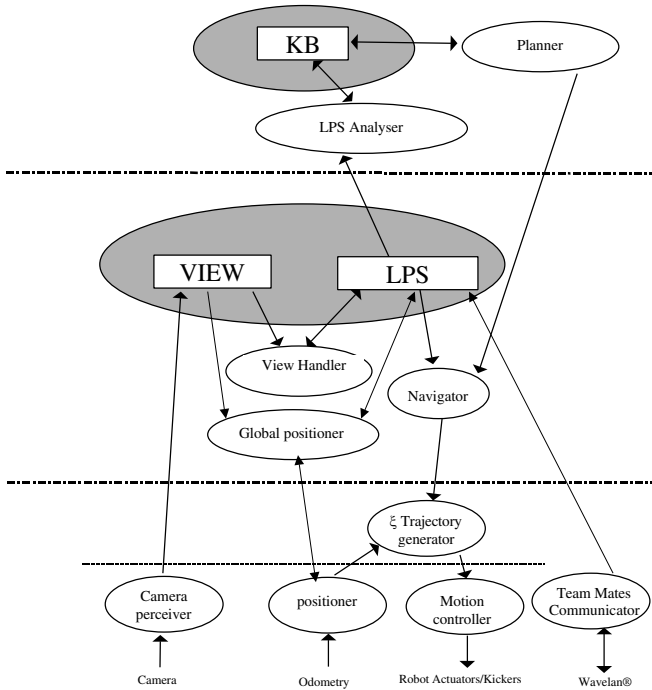 KB
Planner
LPS Analyser
VIEW
LPS
View Handler
Navigator
Global positioner
ξ Trajectory
generator
Camera
perceiver
positioner
Motion
controller
Team Mates
Communicator
Camera
Odometry
Robot Actuators/Kickers
Wavelan®